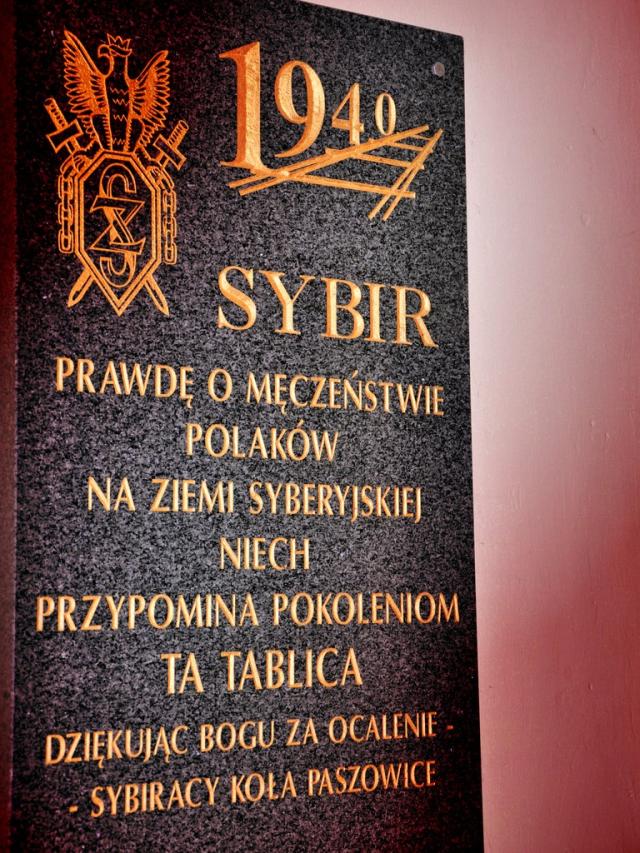 1940
SYBIR
PRAWDĘ O MĘCZEŃSTWIE
POLAKÓW
NA ZIEMI SYBERYJSKIEJ
NIECH
PRZYPOMINA POKOLENIOM
TA TABLICA
DZIĘKUJĄC BOGU ZA OCALENIE -
- SYBIRACY KOŁA PASZOWICE